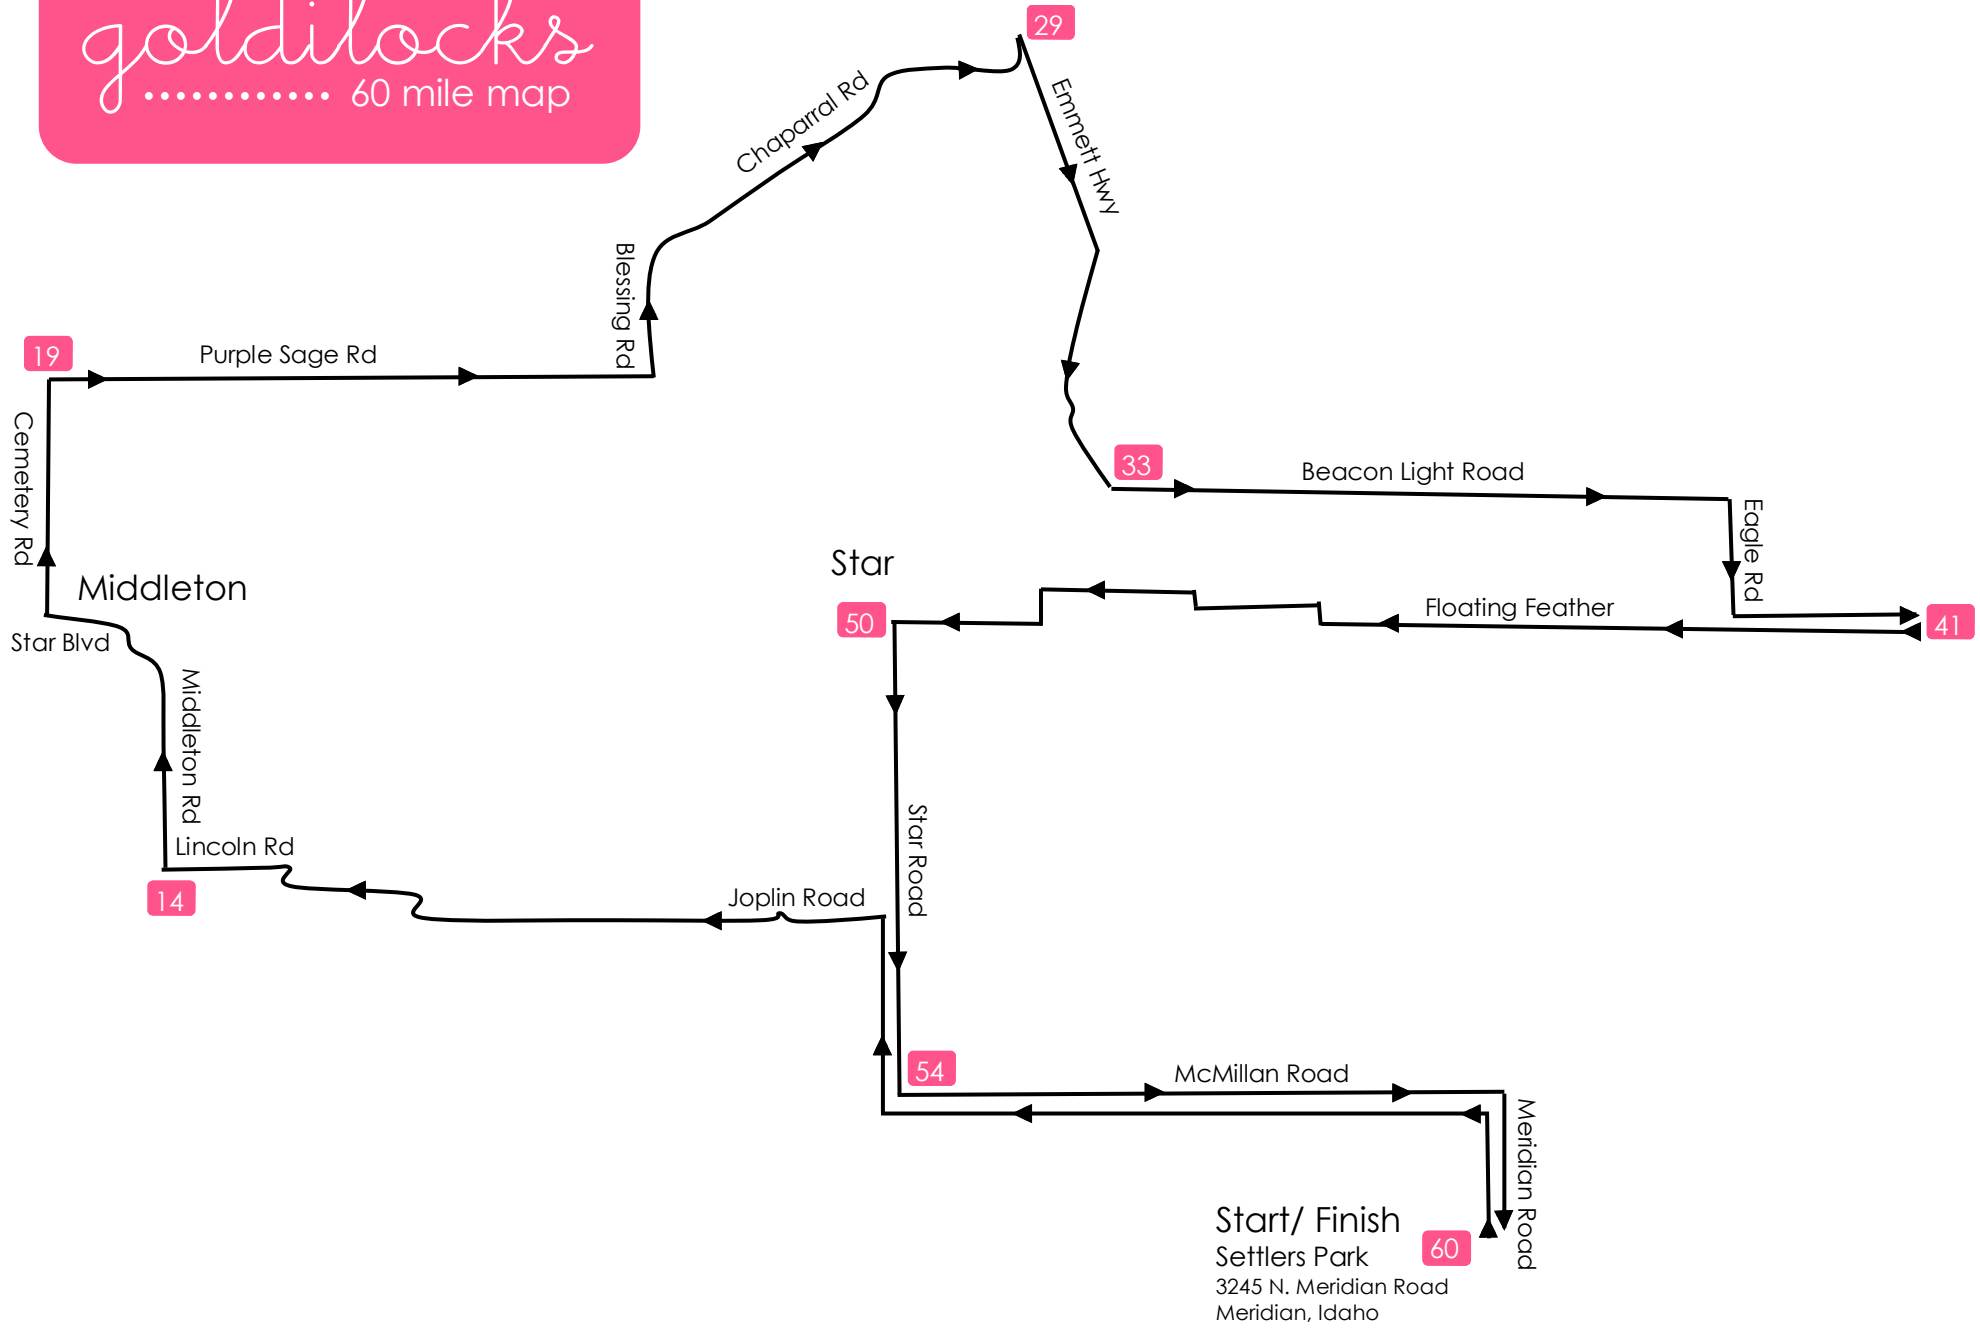 goldilocks
............ 60 mile map
29
Chaparral Rd
Emmett Hwy
Blessing Rd
19
Purple Sage Rd
Cemetery Rd
33
Beacon Light Road
Eagle Rd
Star
Middleton
50
Floating Feather
41
Star Blvd
Middleton Rd
Lincoln Rd
14
Joplin Road
Star Road
54
McMillan Road
Meridian Road
Start/ Finish
Settlers Park
60
3245 N. Meridian Road
Meridian, Idaho